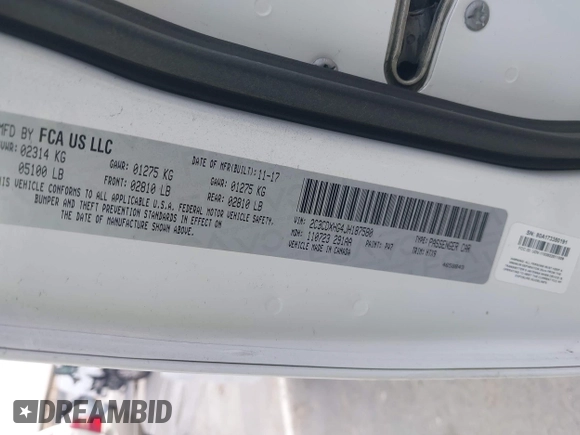 MFD BY FCA US LLC
DATE OF MFR(BUILT):11-17
GVWR: 02314 KG
GAWR: 01275 KG
GAWR: 01275 KG
05100 LB
FRONT: 02810 LB
REAR: 02810 LB
THIS VEHICLE CONFORMS TO ALL APPLICABLE U.S.A. FEDERAL MOTOR VEHICLE SAFETY,
BUMPER AND THEFT PREVENTION STANDARDS IN EFFECT
ON THE DATE OF MANUFACTURE SHOWN ABOVE.
VIN: 2C3CDXHG4JH187580
TYPE: PASSENGER CAR
MDH: 110723 291AA
PAINT: PW7
TRIM:
VEHICLE MADE IN CANADA
SN:
DREAMBID